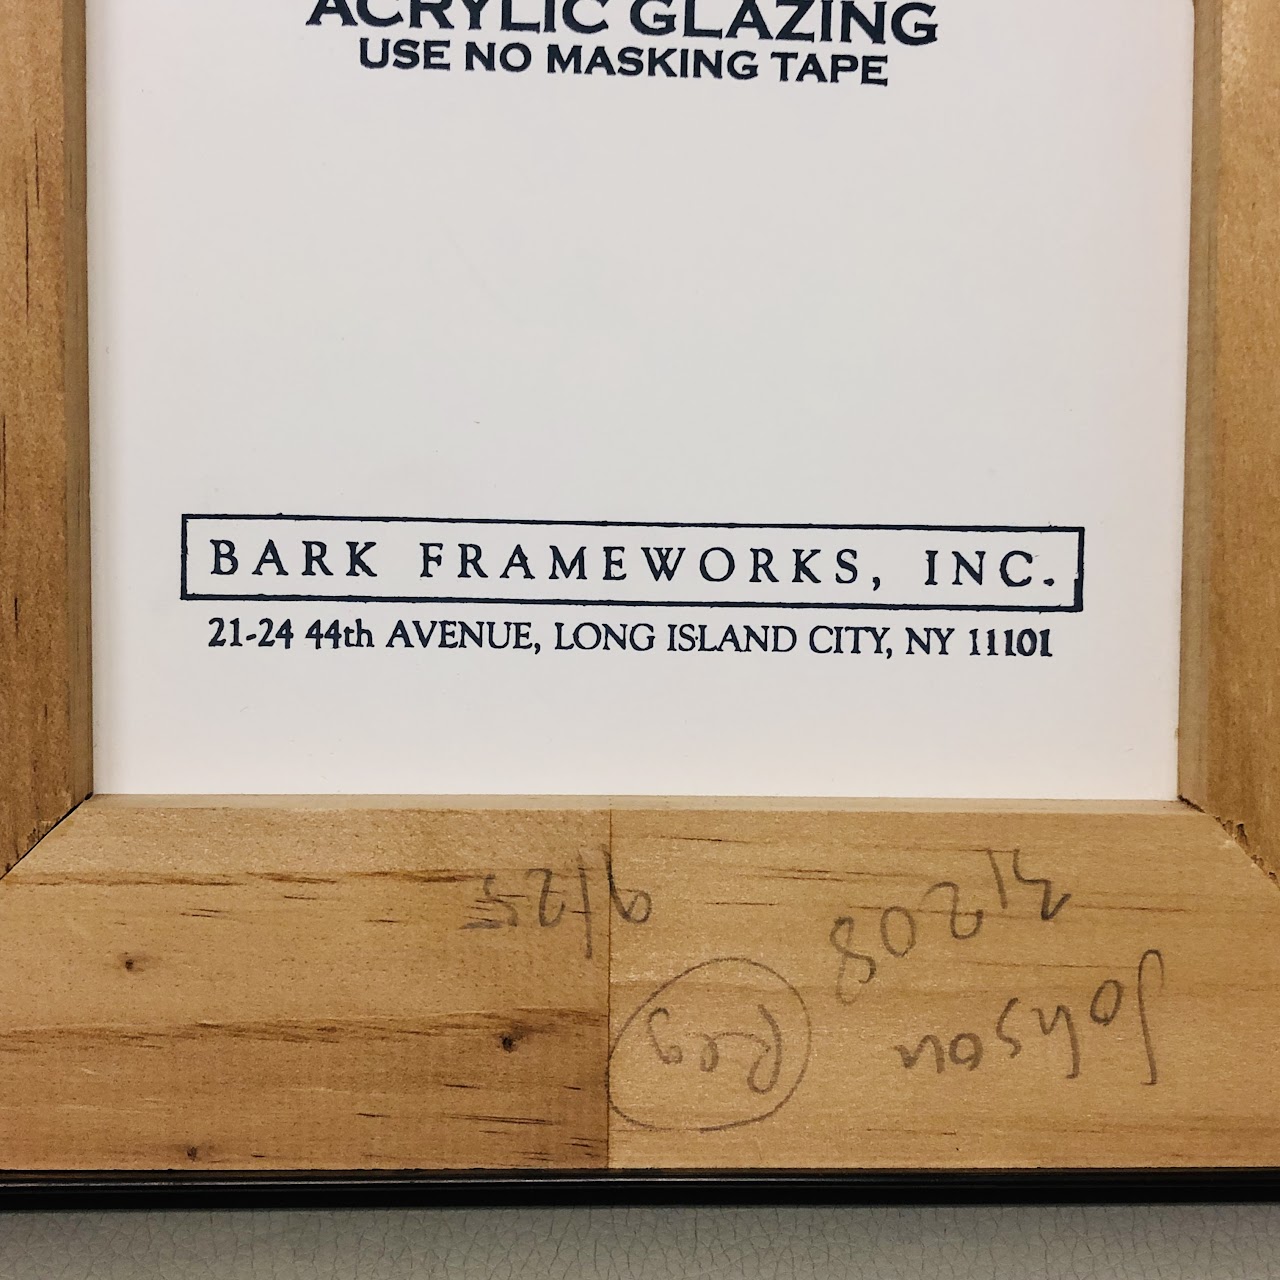 ACRYLIC GLAZING
USE NO MASKING TAPE
BARK FRAMEWORKS, INC.
21-24 44th AVENUE, LONG ISLAND CITY, NY 11101
Johson
Reg
31208
9/25